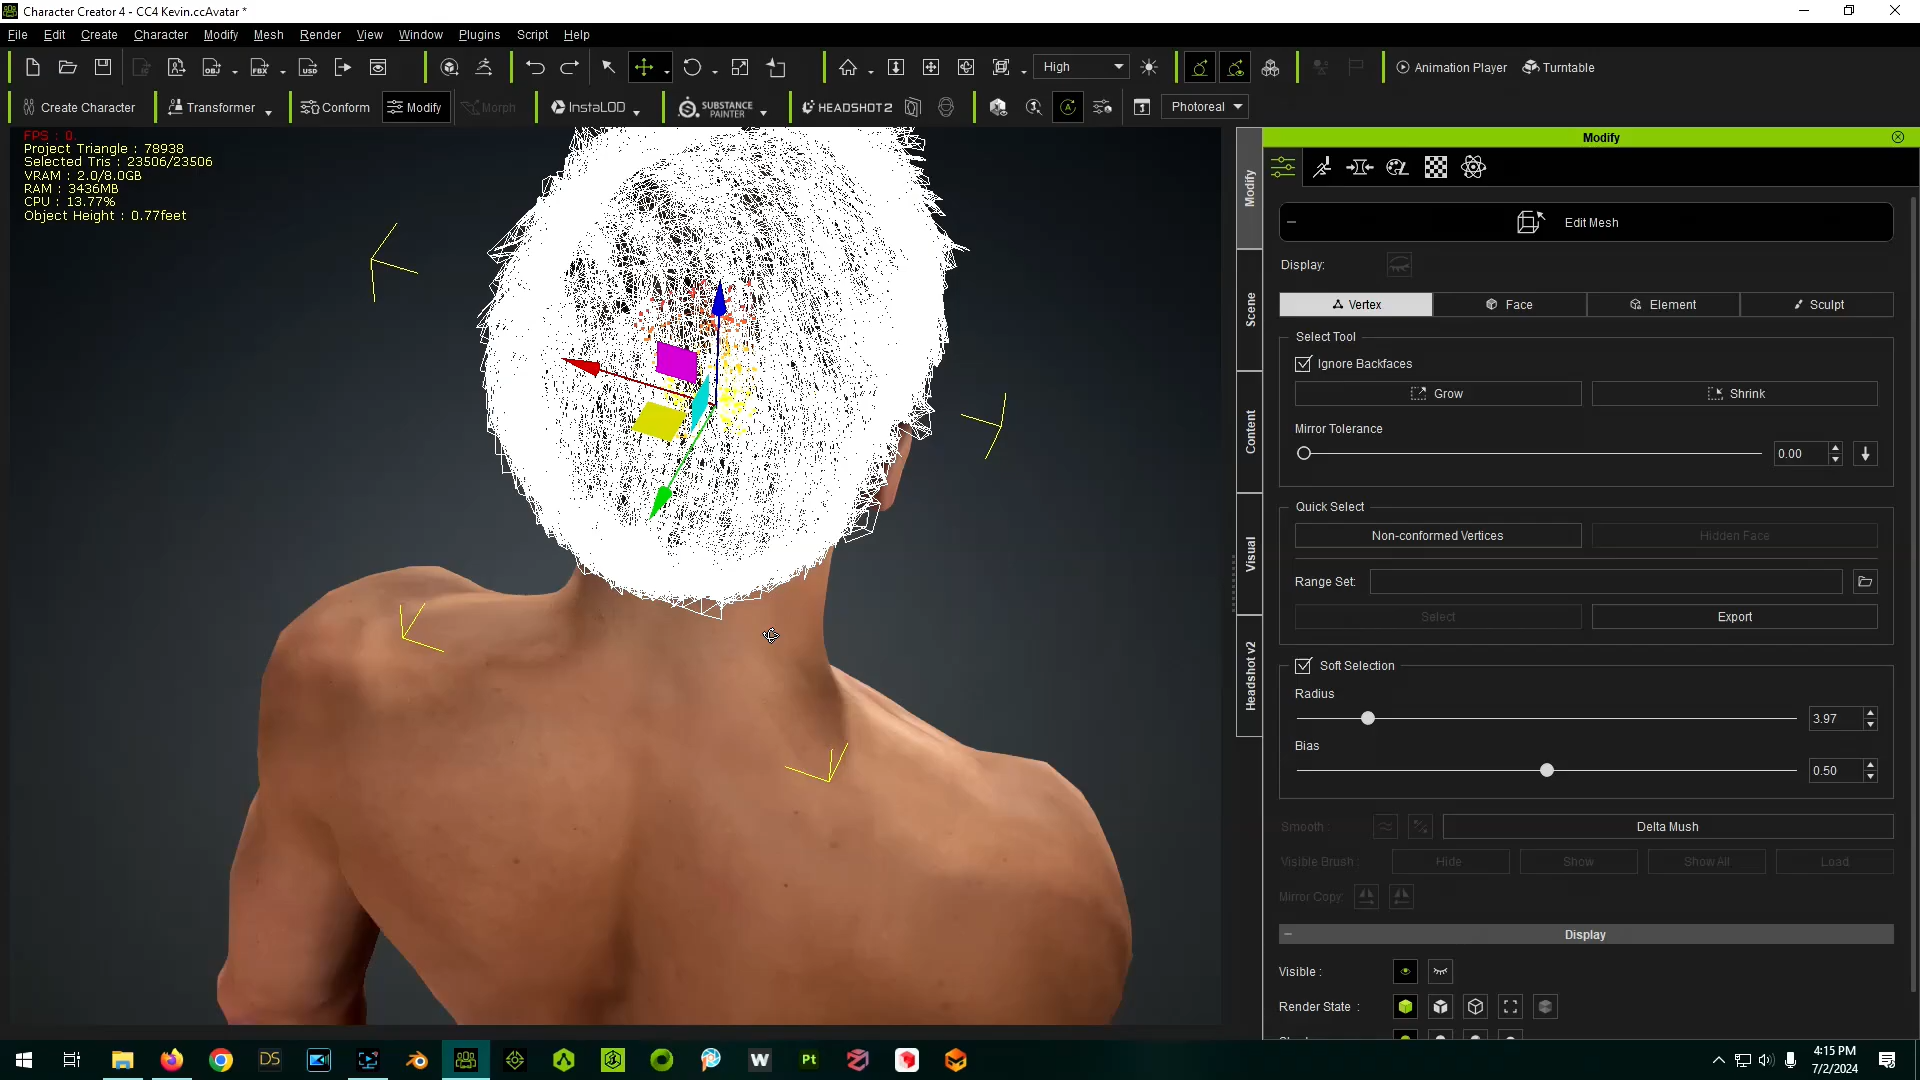 Character Creator 4 - CC4 Kevin.ccAvatar *
File Edit Create Character Modify Mesh Render View Window Plugins Script Help
High Animation Player Turntable
Create Character Transformer Conform Modify Morph InstaLOD SUBSTANCE PAINTER HEADSHOT 2 Photoreal
FPS : 0.
Project Triangle : 78938
Selected Tris : 23506/23506
VRAM : 2.0/8.0GB
RAM : 3436MB
CPU : 13.77%
Object Height : 0.77feet
Modify
Scene
Content
Visual
Headshot v2
Modify
Edit Mesh
Display:
Vertex Face Element Sculpt
Select Tool
Ignore Backfaces
Grow Shrink
Mirror Tolerance
0.00
Quick Select
Non-conformed Vertices Hidden Face
Range Set:
Select Export
Soft Selection
Radius
3.97
Bias
0.50
Smooth : Delta Mush
Visible Brush : Hide Show Show All Load
Mirror Copy:
Display
Visible :
Render State :
DS W Pt
4:15 PM
7/2/2024